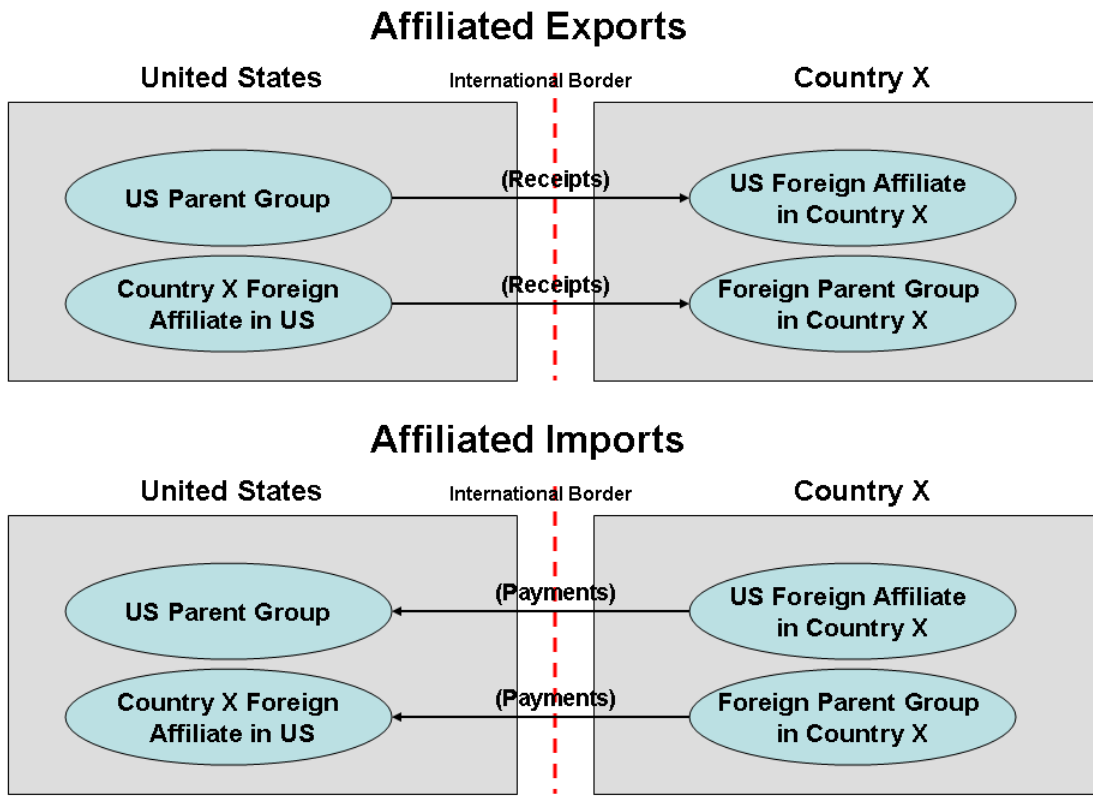 Affiliated Exports
United States
International Border
Country X
US Parent Group
(Receipts)
US Foreign Affiliate
in Country X
Country X Foreign
Affiliate in US
(Receipts)
Foreign Parent Group
in Country X
Affiliated Imports
United States
International Border
Country X
US Parent Group
(Payments)
US Foreign Affiliate
in Country X
Country X Foreign
Affiliate in US
(Payments)
Foreign Parent Group
in Country X